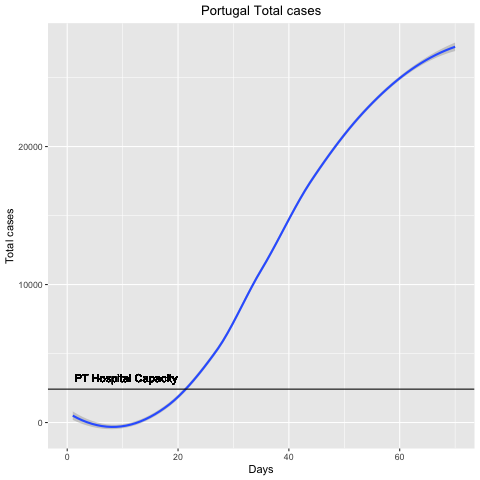 Portugal Total cases
Total cases
20000
10000
0
PT Hospital Capacity
0 20 40 60
Days